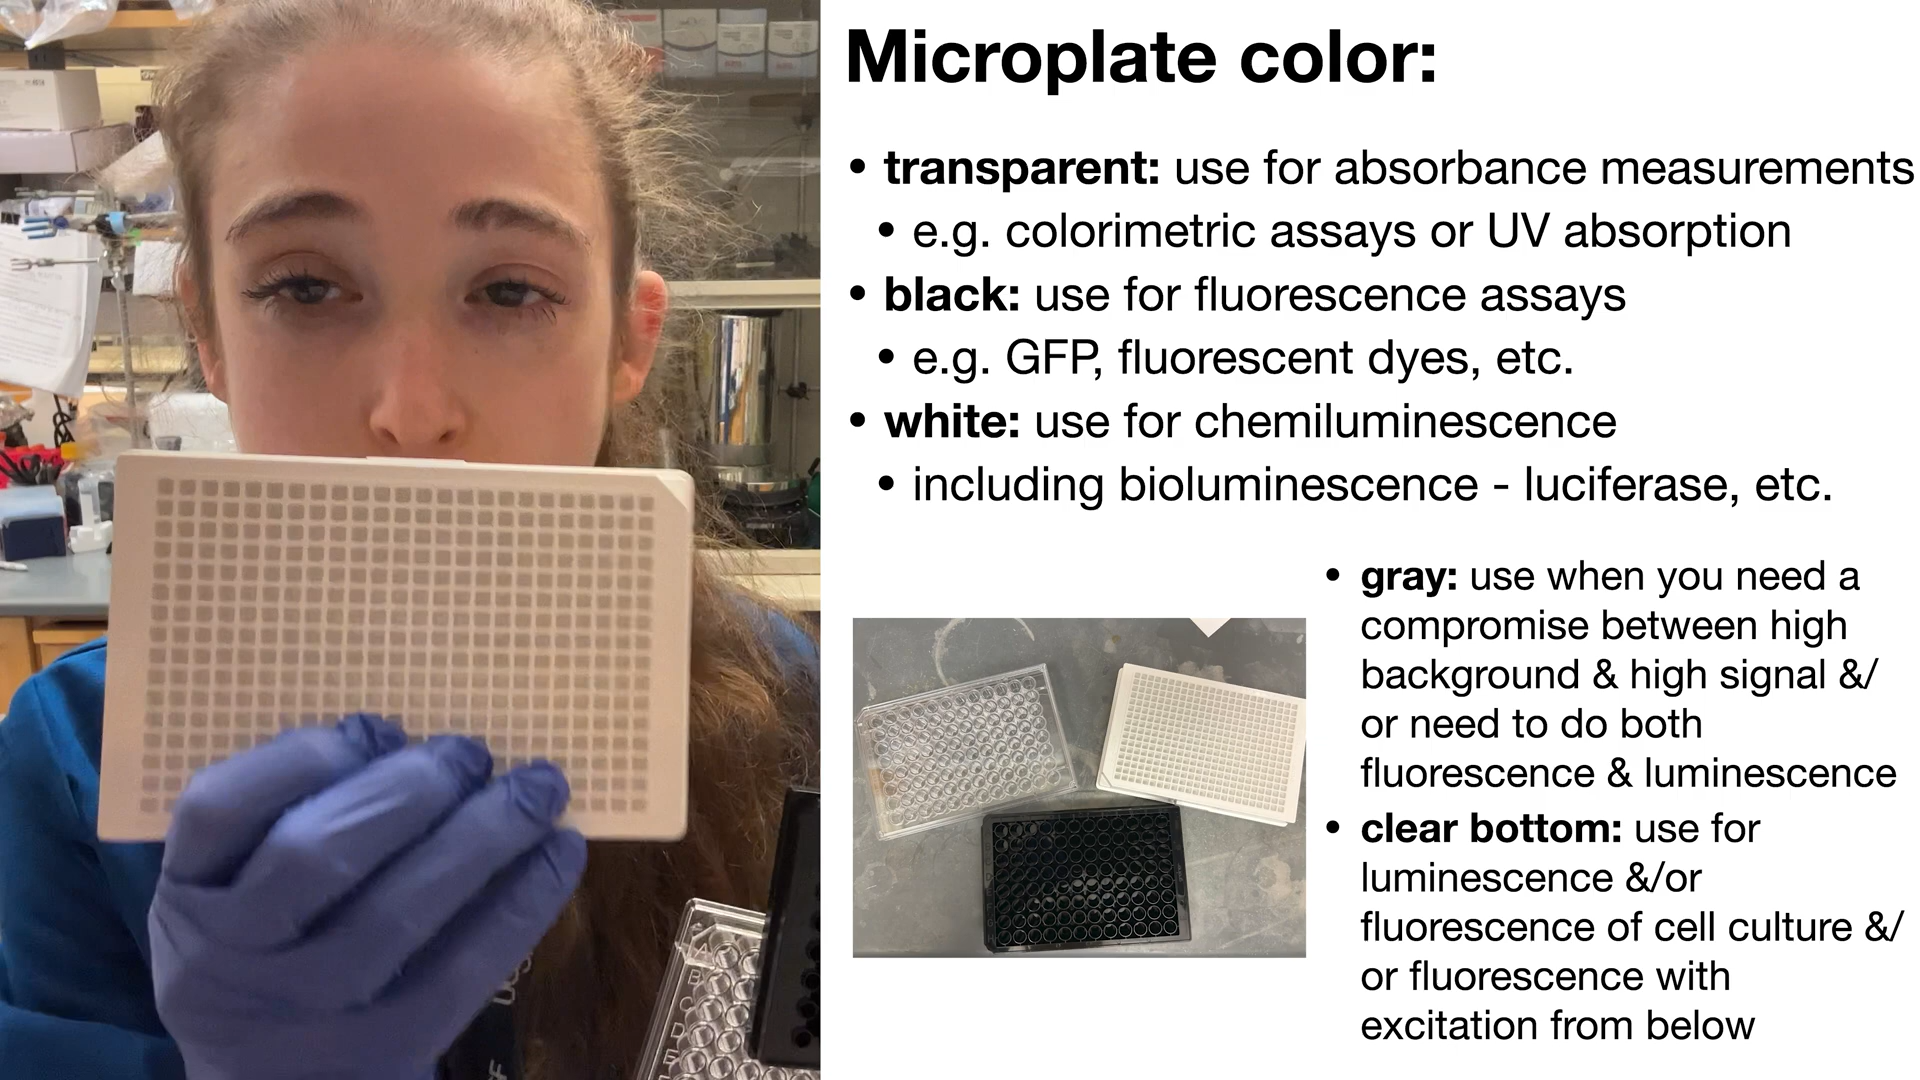 Microplate color:
• transparent: use for absorbance measurements
• e.g. colorimetric assays or UV absorption
• black: use for fluorescence assays
• e.g. GFP, fluorescent dyes, etc.
• white: use for chemiluminescence
• including bioluminescence - luciferase, etc.
• gray: use when you need a
compromise between high
background & high signal &/
or need to do both
fluorescence & luminescence
• clear bottom: use for
luminescence &/or
fluorescence of cell culture &/
or fluorescence with
excitation from below
A
B
C
D
E